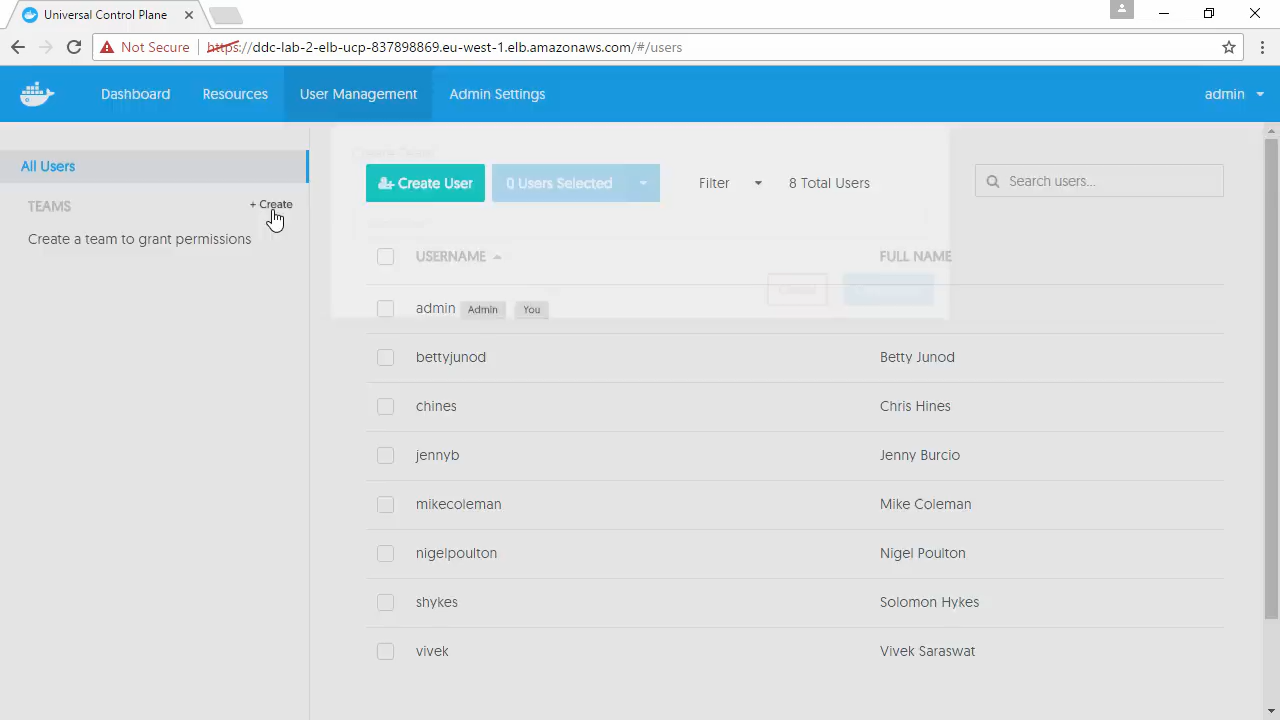 Universal Control Plane
Not Secure
https://ddc-lab-2-elb-ucp-837898869.eu-west-1.elb.amazonaws.com/#/users
Dashboard
Resources
User Management
Admin Settings
admin
All Users
TEAMS
+ Create
Create a team to grant permissions
Create User
0 Users Selected
Filter
8 Total Users
Search users...
USERNAME
FULL NAME
admin Admin You
bettyjunod Betty Junod
chines Chris Hines
jennyb Jenny Burcio
mikecoleman Mike Coleman
nigelpoulton Nigel Poulton
shykes Solomon Hykes
vivek Vivek Saraswat